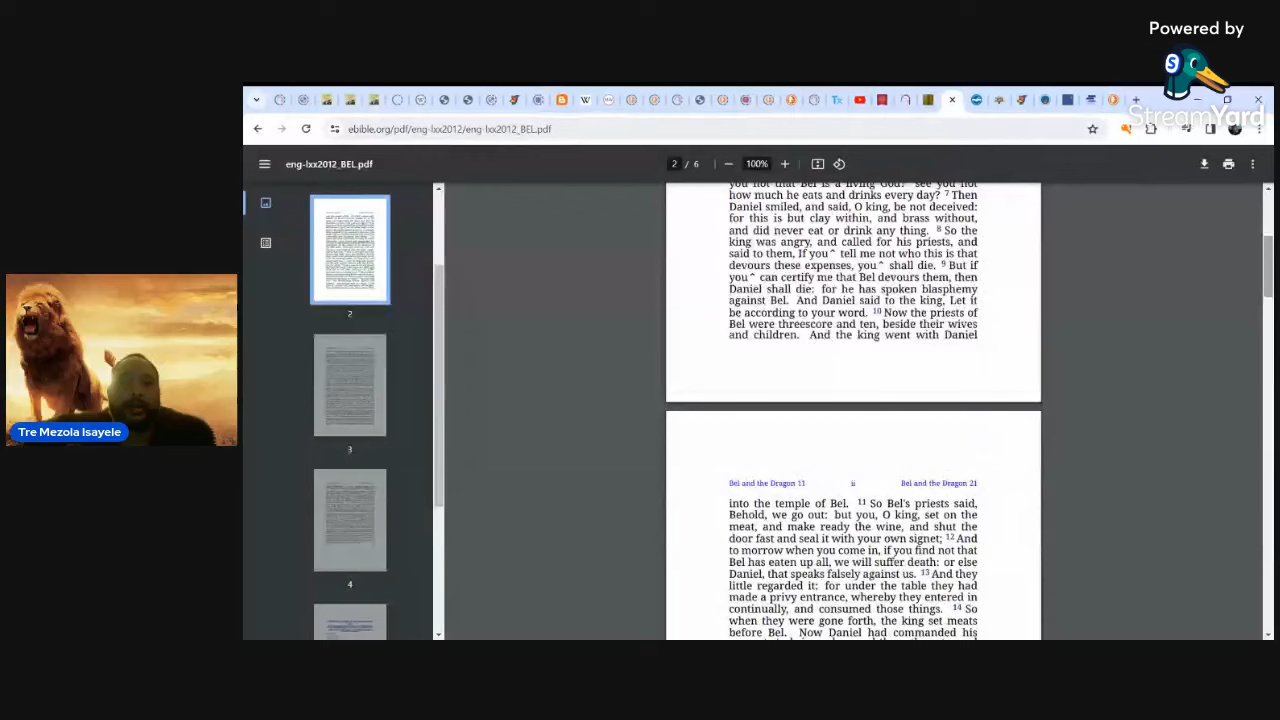 Powered by
StreamYard
ebible.org/pdf/eng-lxx2012/eng-lxx2012_BEL.pdf
eng-lxx2012_BEL.pdf
2 / 6
100%
you not that Bel is a living God? see you not
how much he eats and drinks every day? 7 Then
Daniel smiled, and said, O king, be not deceived:
for this is but clay within, and brass without,
and did never eat or drink any thing. 8 So the
king was angry, and called for his priests, and
said to them, If you^ tell me not who this is that
devours these expenses, you^ shall die. 9 But if
you^ can certify me that Bel devours them, then
Daniel shall die: for he has spoken blasphemy
against Bel. And Daniel said to the king, Let it
be according to your word. 10 Now the priests of
Bel were threescore and ten, beside their wives
and children. And the king went with Daniel
Bel and the Dragon 11 ii Bel and the Dragon 21
into the temple of Bel. 11 So Bel's priests said,
Behold, we go out: but you, O king, set on the
meat, and make ready the wine, and shut the
door fast and seal it with your own signet; 12 And
to morrow when you come in, if you find not that
Bel has eaten up all, we will suffer death: or else
Daniel, that speaks falsely against us. 13 And they
little regarded it: for under the table they had
made a privy entrance, whereby they entered in
continually, and consumed those things. 14 So
when they were gone forth, the king set meats
before Bel. Now Daniel had commanded his
2
3
4
Tre Mezola Isayele